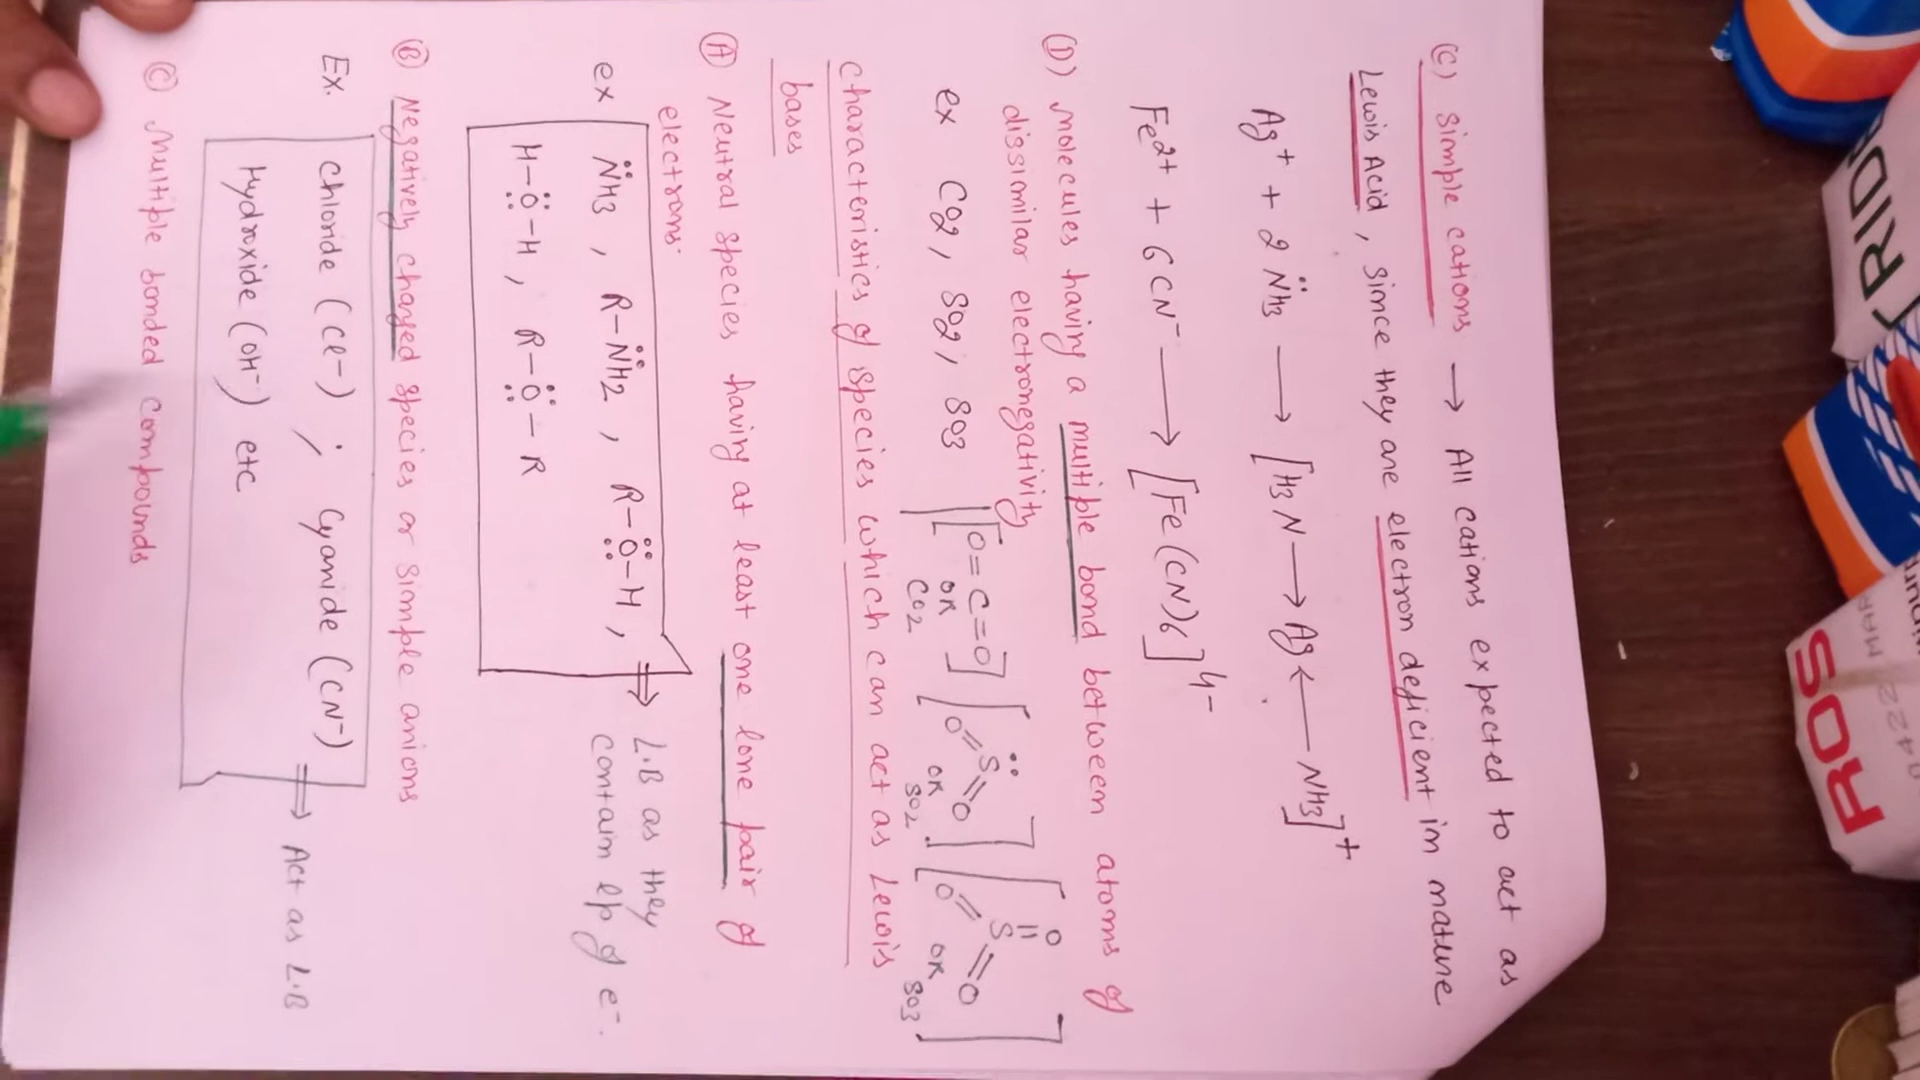 (C) Simple cations → All cations expected to act as
Lewis Acid, since they are electron deficient in nature
Ag⁺ + 2 N̈H₃ ⟶ [H₃N⟶Ag⟵NH₃]⁺
Fe²⁺ + 6CN⁻ ⟶ [Fe(CN)₆]⁴⁻
(D) Molecules having a multiple bond between atoms of
dissimilar electronegativity
ex CO₂, SO₂, SO₃
[O=C=O]
OR
CO₂
[O=S̈=O]
OR
SO₂
O
||
[O=S=O]
OR
SO₃
Characteristics of species which can act as Lewis
bases
(A) Neutral species having at least one lone pair of
electrons.
ex N̈H₃, R-N̈H₂, R-Ö-H, ⇒ L.B as they
H-Ö-H, R-Ö-R contain lp of e⁻.
(B) Negatively charged species or simple anions
Ex. Chloride (Cl⁻) ; Cyanide (CN⁻) ⇒ Act as L.B
Hydroxide (OH⁻) etc
(C) Multiple bonded compounds
ROS